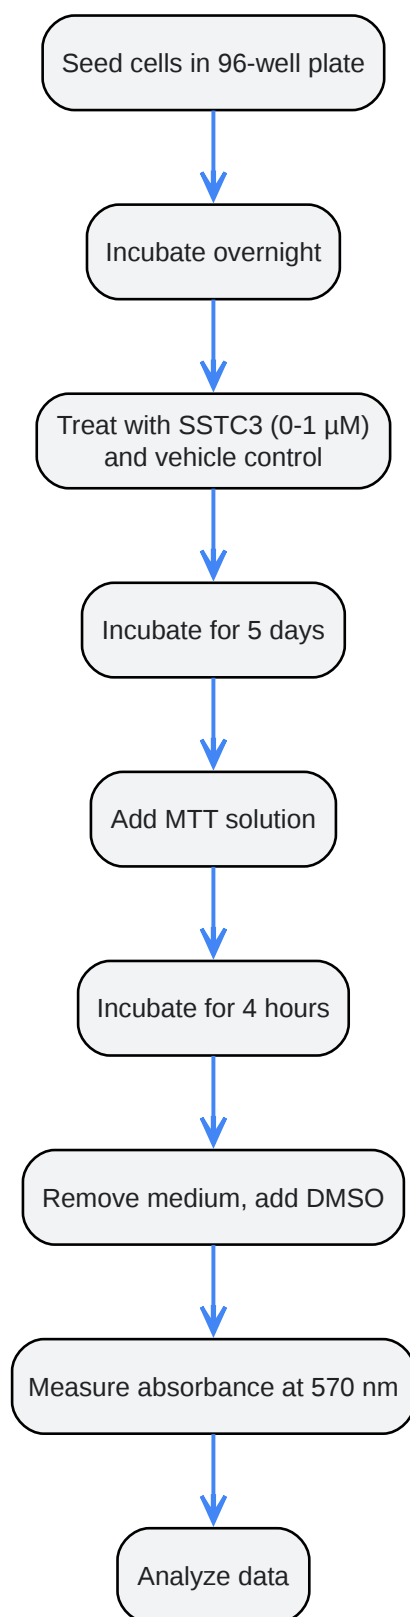 Seed cells in 96-well plate
Incubate overnight
Treat with SSTC3 (0-1 µM)
and vehicle control
Incubate for 5 days
Add MTT solution
Incubate for 4 hours
Remove medium, add DMSO
Measure absorbance at 570 nm
Analyze data